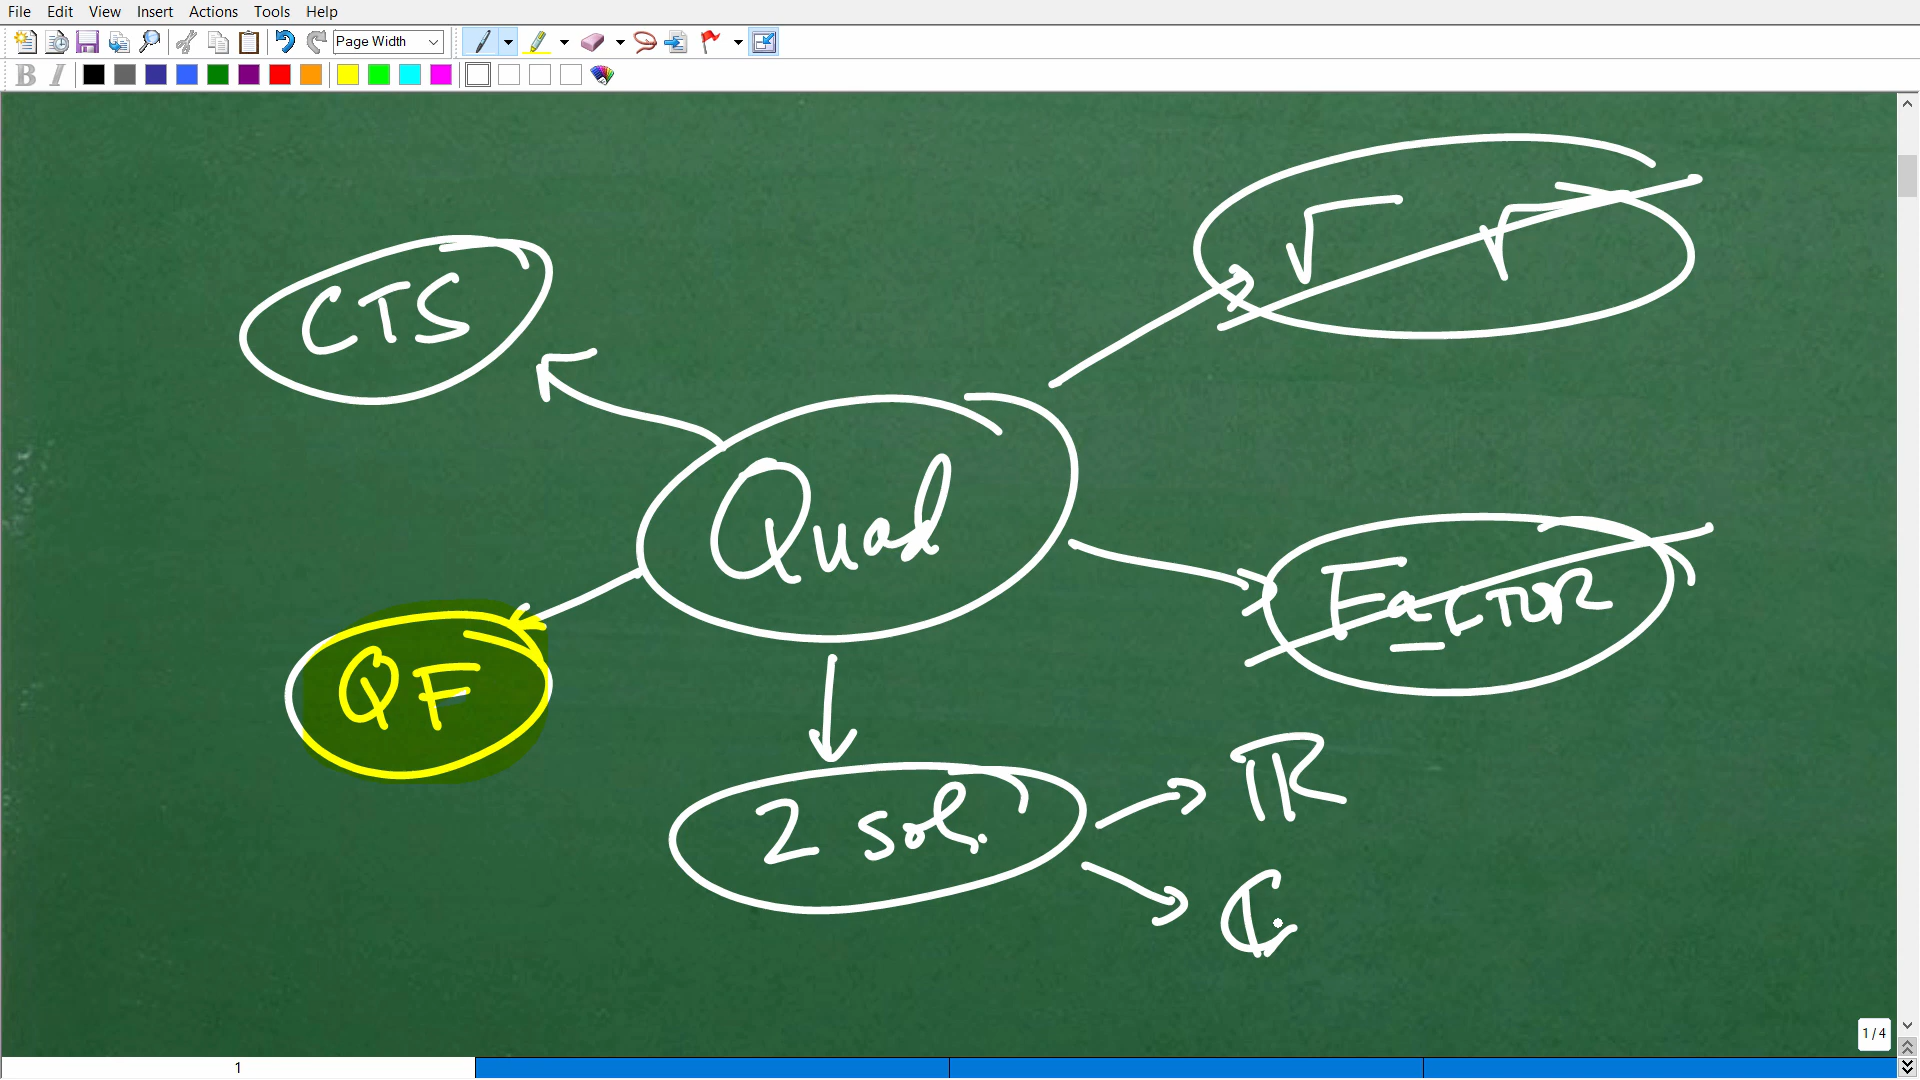 File Edit View Insert Actions Tools Help
Page Width
B I
√ √
CTS
Quad
FaCTOR
QF
2 Sol.
ℝ
ℂ
1 / 4
1